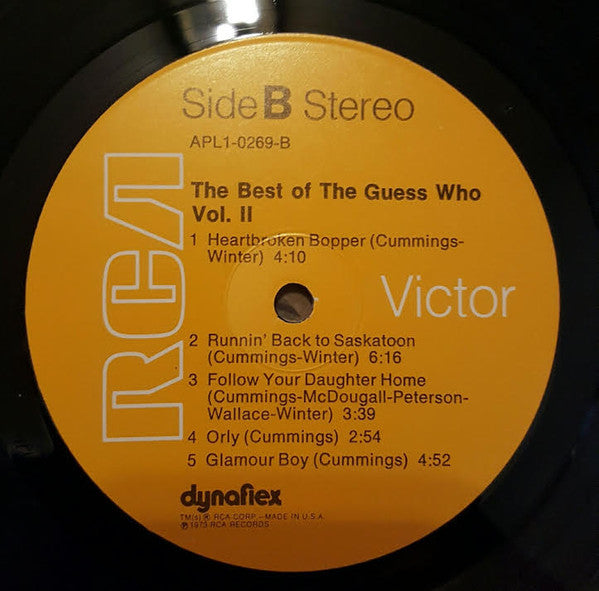 Side B Stereo
APL1-0269-B
RCA
The Best of The Guess Who
Vol. II
1 Heartbroken Bopper (Cummings-
Winter) 4:10
Victor
2 Runnin' Back to Saskatoon
(Cummings-Winter) 6:16
3 Follow Your Daughter Home
(Cummings-McDougall-Peterson-
Wallace-Winter) 3:39
4 Orly (Cummings) 2:54
5 Glamour Boy (Cummings) 4:52
dynaflex
TM(s) ® RCA CORP.—MADE IN U.S.A.
℗ 1973 RCA RECORDS